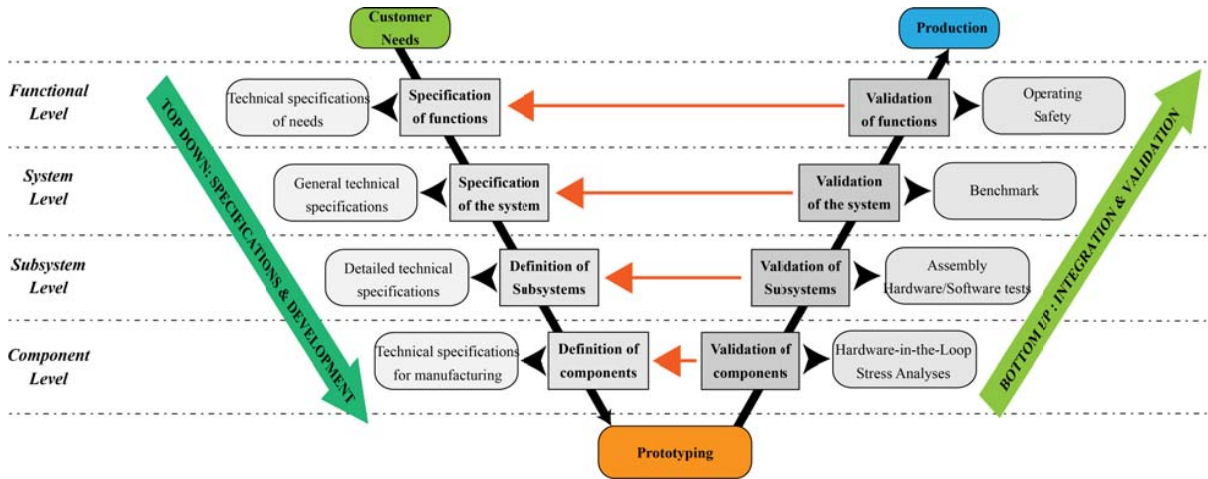 Customer
Needs
Production
Functional
Level
Technical specifications
of needs
Specification
of functions
Validation
of functions
Operating
Safety
System
Level
General technical
specifications
Specification
of the system
Validation
of the system
Benchmark
Subsystem
Level
Detailed technical
specifications
Definition of
Subsystems
Validation of
Subsystems
Assembly
Hardware/Software tests
Component
Level
Technical specifications
for manufacturing
Definition of
components
Validation of
components
Hardware-in-the-Loop
Stress Analyses
Prototyping
TOP DOWN: SPECIFICATIONS & DEVELOPMENT
BOTTOM UP : INTEGRATION & VALIDATION